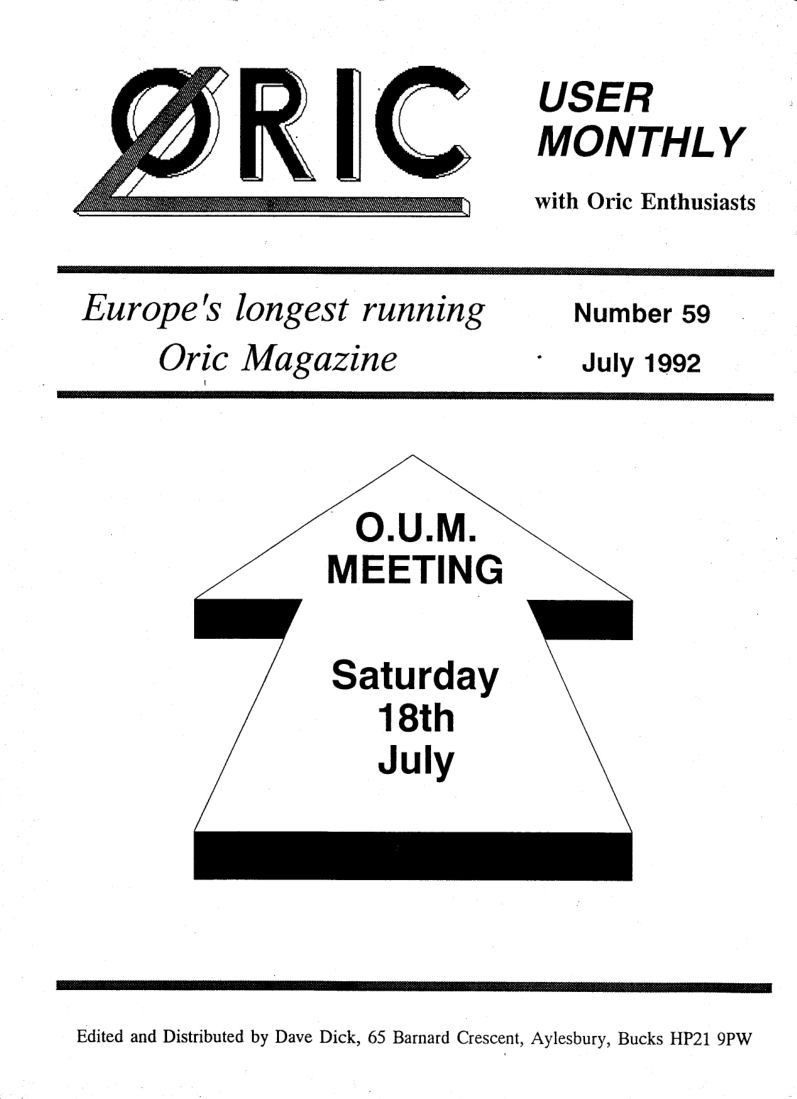 ORIC
USER
MONTHLY
with Oric Enthusiasts
Europe's longest running
Oric Magazine
Number 59
July 1992
O.U.M.
MEETING
Saturday
18th
July
Edited and Distributed by Dave Dick, 65 Barnard Crescent, Aylesbury, Bucks HP21 9PW